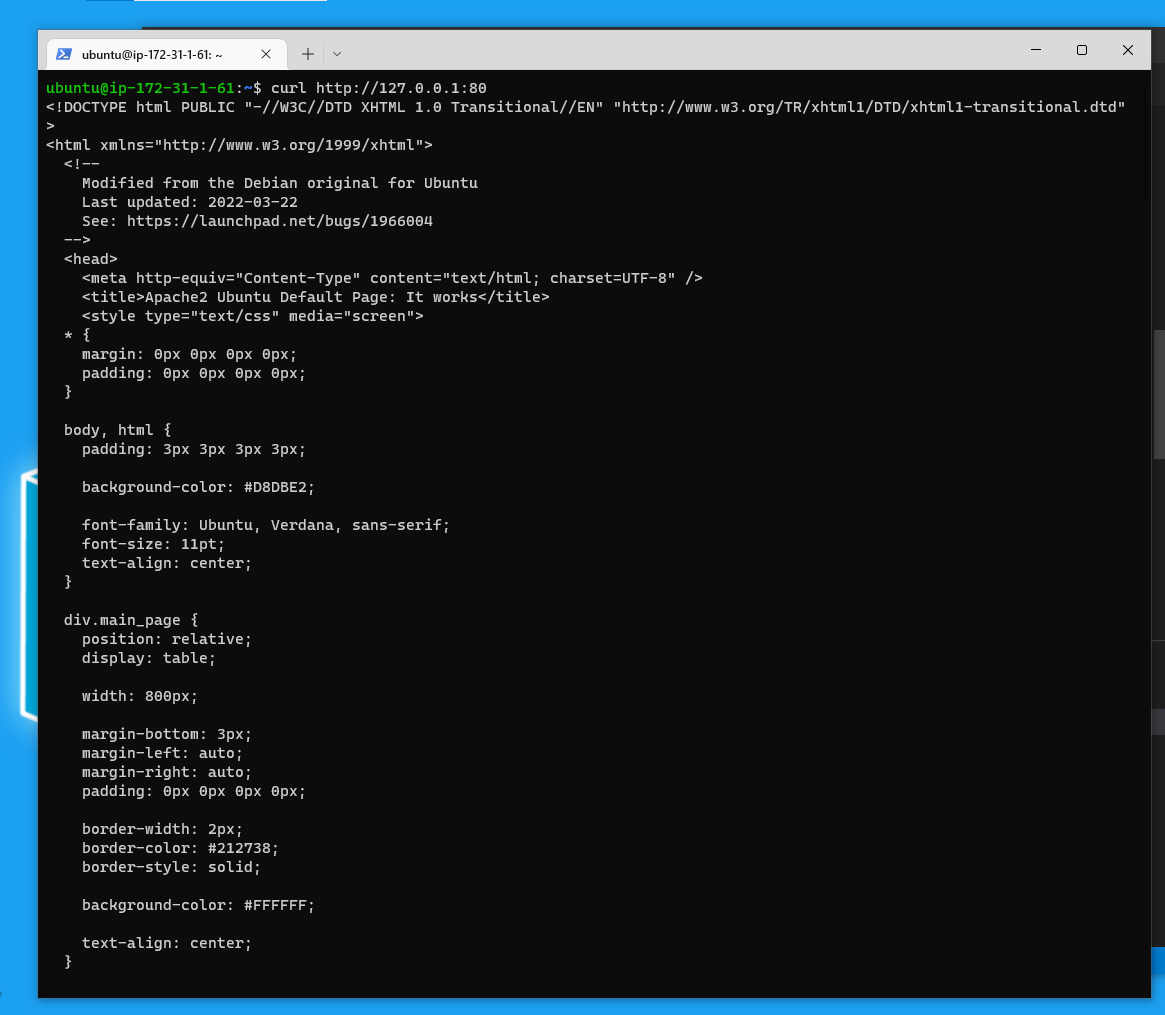 ubuntu@ip-172-31-1-61: ~
ubuntu@ip-172-31-1-61:~$ curl http://127.0.0.1:80
<!DOCTYPE html PUBLIC "-//W3C//DTD XHTML 1.0 Transitional//EN" "http://www.w3.org/TR/xhtml1/DTD/xhtml1-transitional.dtd"
>
<html xmlns="http://www.w3.org/1999/xhtml">
  <!--
    Modified from the Debian original for Ubuntu
    Last updated: 2022-03-22
    See: https://launchpad.net/bugs/1966004
  -->
  <head>
    <meta http-equiv="Content-Type" content="text/html; charset=UTF-8" />
    <title>Apache2 Ubuntu Default Page: It works</title>
    <style type="text/css" media="screen">
  * {
    margin: 0px 0px 0px 0px;
    padding: 0px 0px 0px 0px;
  }

  body, html {
    padding: 3px 3px 3px 3px;

    background-color: #D8DBE2;

    font-family: Ubuntu, Verdana, sans-serif;
    font-size: 11pt;
    text-align: center;
  }

  div.main_page {
    position: relative;
    display: table;

    width: 800px;

    margin-bottom: 3px;
    margin-left: auto;
    margin-right: auto;
    padding: 0px 0px 0px 0px;

    border-width: 2px;
    border-color: #212738;
    border-style: solid;

    background-color: #FFFFFF;

    text-align: center;
  }